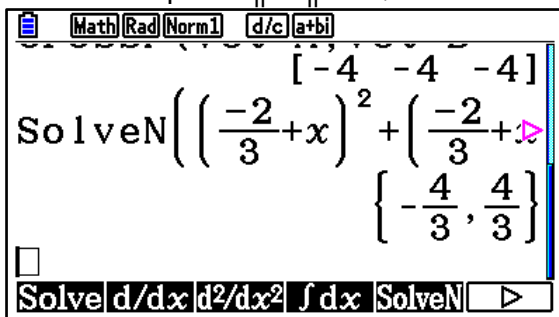 Math Rad Norm1 d/c a+bi
[-4 -4 -4]
SolveN((-2/3+x)²+(-2/3+x
{-4/3, 4/3}
Solve d/dx d²/dx² ∫dx SolveN ▷